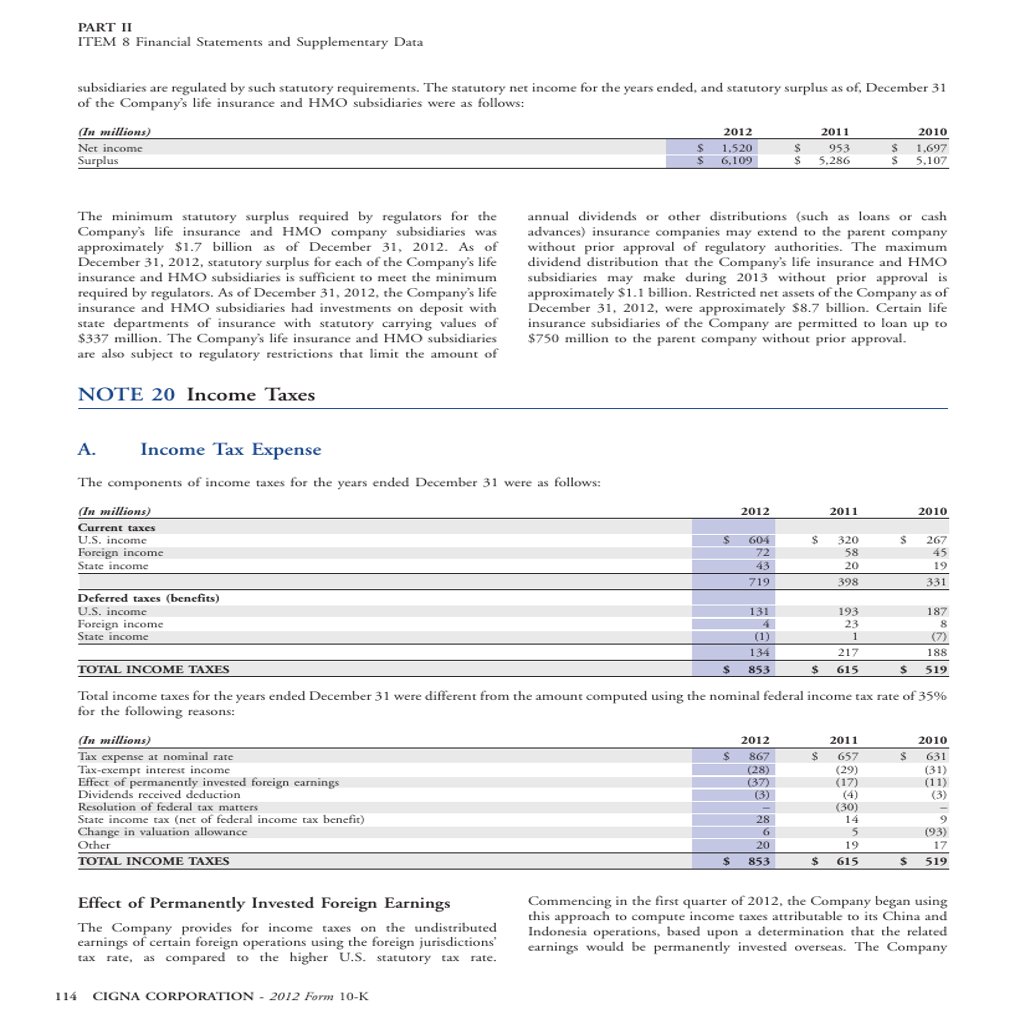 PART II
ITEM 8 Financial Statements and Supplementary Data
subsidiaries are regulated by such statutory requirements. The statutory net income for the years ended, and statutory surplus as of, December 31
of the Company's life insurance and HMO subsidiaries were as follows:
(In millions) 2012 2011 2010
Net income $ 1,520 $ 953 $ 1,697
Surplus $ 6,109 $ 5,286 $ 5,107
The minimum statutory surplus required by regulators for the
Company's life insurance and HMO company subsidiaries was
approximately $1.7 billion as of December 31, 2012. As of
December 31, 2012, statutory surplus for each of the Company's life
insurance and HMO subsidiaries is sufficient to meet the minimum
required by regulators. As of December 31, 2012, the Company's life
insurance and HMO subsidiaries had investments on deposit with
state departments of insurance with statutory carrying values of
$337 million. The Company's life insurance and HMO subsidiaries
are also subject to regulatory restrictions that limit the amount of
annual dividends or other distributions (such as loans or cash
advances) insurance companies may extend to the parent company
without prior approval of regulatory authorities. The maximum
dividend distribution that the Company's life insurance and HMO
subsidiaries may make during 2013 without prior approval is
approximately $1.1 billion. Restricted net assets of the Company as of
December 31, 2012, were approximately $8.7 billion. Certain life
insurance subsidiaries of the Company are permitted to loan up to
$750 million to the parent company without prior approval.
NOTE 20 Income Taxes
A. Income Tax Expense
The components of income taxes for the years ended December 31 were as follows:
(In millions) 2012 2011 2010
Current taxes
U.S. income $ 604 $ 320 $ 267
Foreign income 72 58 45
State income 43 20 19
719 398 331
Deferred taxes (benefits)
U.S. income 131 193 187
Foreign income 4 23 8
State income (1) 1 (7)
134 217 188
TOTAL INCOME TAXES $ 853 $ 615 $ 519
Total income taxes for the years ended December 31 were different from the amount computed using the nominal federal income tax rate of 35%
for the following reasons:
(In millions) 2012 2011 2010
Tax expense at nominal rate $ 867 $ 657 $ 631
Tax-exempt interest income (28) (29) (31)
Effect of permanently invested foreign earnings (37) (17) (11)
Dividends received deduction (3) (4) (3)
Resolution of federal tax matters – (30) –
State income tax (net of federal income tax benefit) 28 14 9
Change in valuation allowance 6 5 (93)
Other 20 19 17
TOTAL INCOME TAXES $ 853 $ 615 $ 519
Effect of Permanently Invested Foreign Earnings
The Company provides for income taxes on the undistributed
earnings of certain foreign operations using the foreign jurisdictions'
tax rate, as compared to the higher U.S. statutory tax rate.
Commencing in the first quarter of 2012, the Company began using
this approach to compute income taxes attributable to its China and
Indonesia operations, based upon a determination that the related
earnings would be permanently invested overseas. The Company
114 CIGNA CORPORATION - 2012 Form 10-K